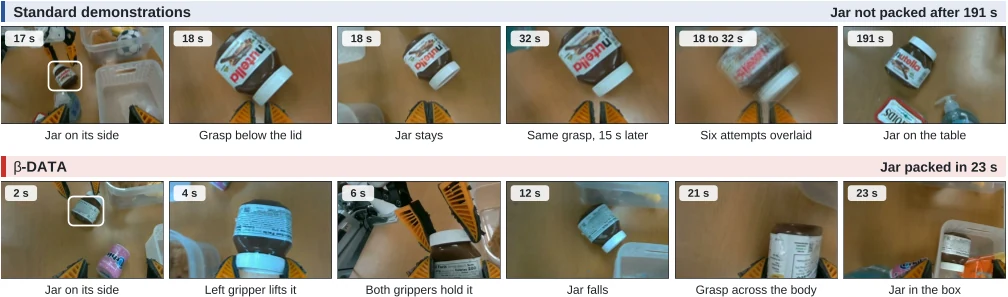 Standard demonstrations
Jar not packed after 191 s
17 s
18 s
18 s
32 s
18 to 32 s
191 s
nutella
nutella
nutella
nutella
nutella
Jar on its side
Grasp below the lid
Jar stays
Same grasp, 15 s later
Six attempts overlaid
Jar on the table
β-DATA
Jar packed in 23 s
2 s
4 s
6 s
12 s
21 s
23 s
Jar on its side
Left gripper lifts it
Both grippers hold it
Jar falls
Grasp across the body
Jar in the box